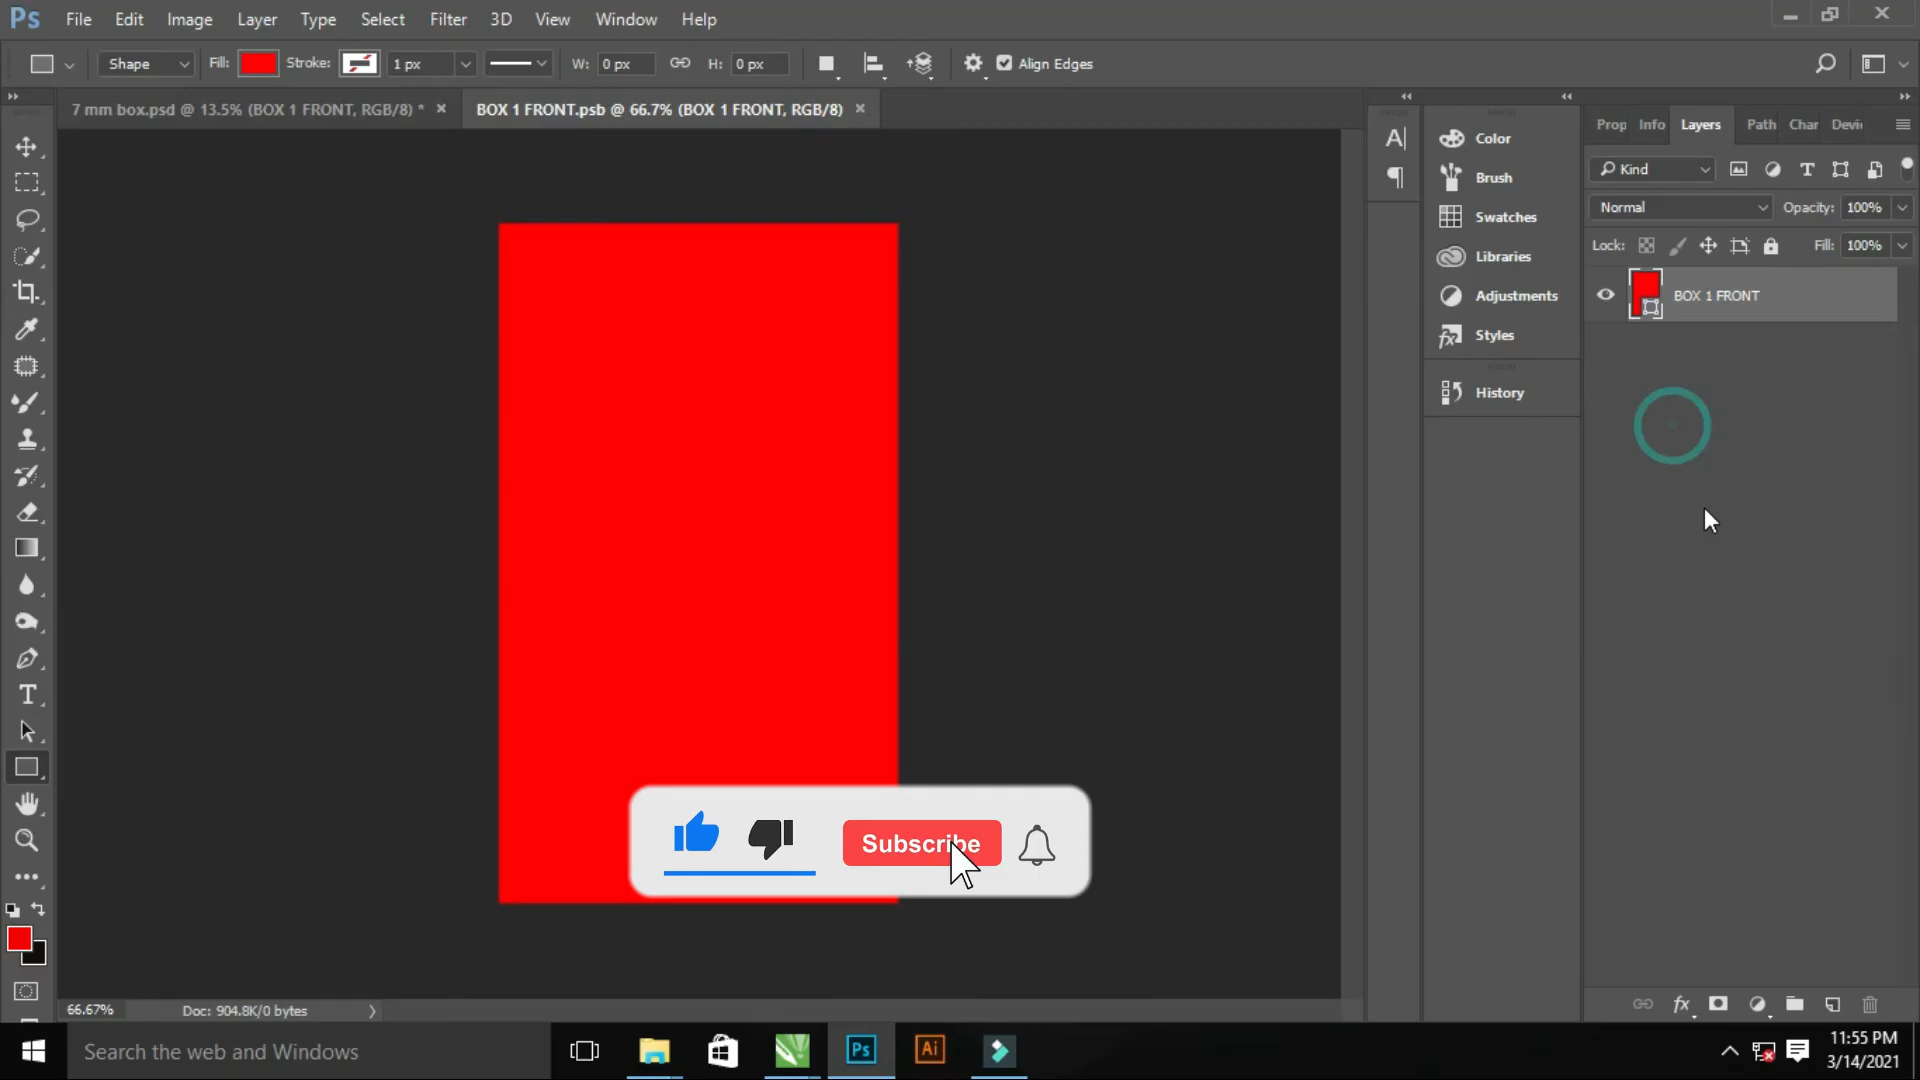 Ps File Edit Image Layer Type Select Filter 3D View Window Help
Shape Fill: Stroke: 1 px W: 0 px H: 0 px Align Edges
7 mm box.psd @ 13.5% (BOX 1 FRONT, RGB/8) * BOX 1 FRONT.psb @ 66.7% (BOX 1 FRONT, RGB/8)
Color
Brush
Swatches
Libraries
Adjustments
Styles
History
Prop Info Layers Path Char Devi
Kind
Normal Opacity: 100%
Lock: Fill: 100%
BOX 1 FRONT
Subscribe
66.67% Doc: 904.8K/0 bytes
Search the web and Windows
Ps
Ai
11:55 PM
3/14/2021